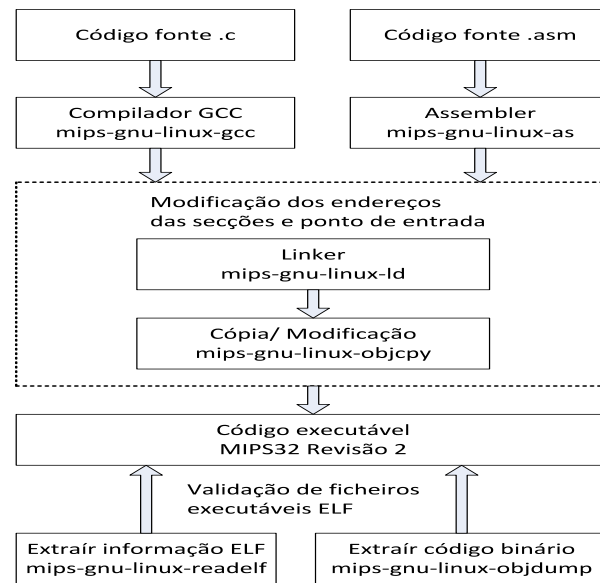 Código fonte .c
Código fonte .asm
Compilador GCC
mips-gnu-linux-gcc
Assembler
mips-gnu-linux-as
Modificação dos endereços
das secções e ponto de entrada
Linker
mips-gnu-linux-ld
Cópia/ Modificação
mips-gnu-linux-objcpy
Código executável
MIPS32 Revisão 2
Validação de ficheiros
executáveis ELF
Extraír informação ELF
mips-gnu-linux-readelf
Extraír código binário
mips-gnu-linux-objdump